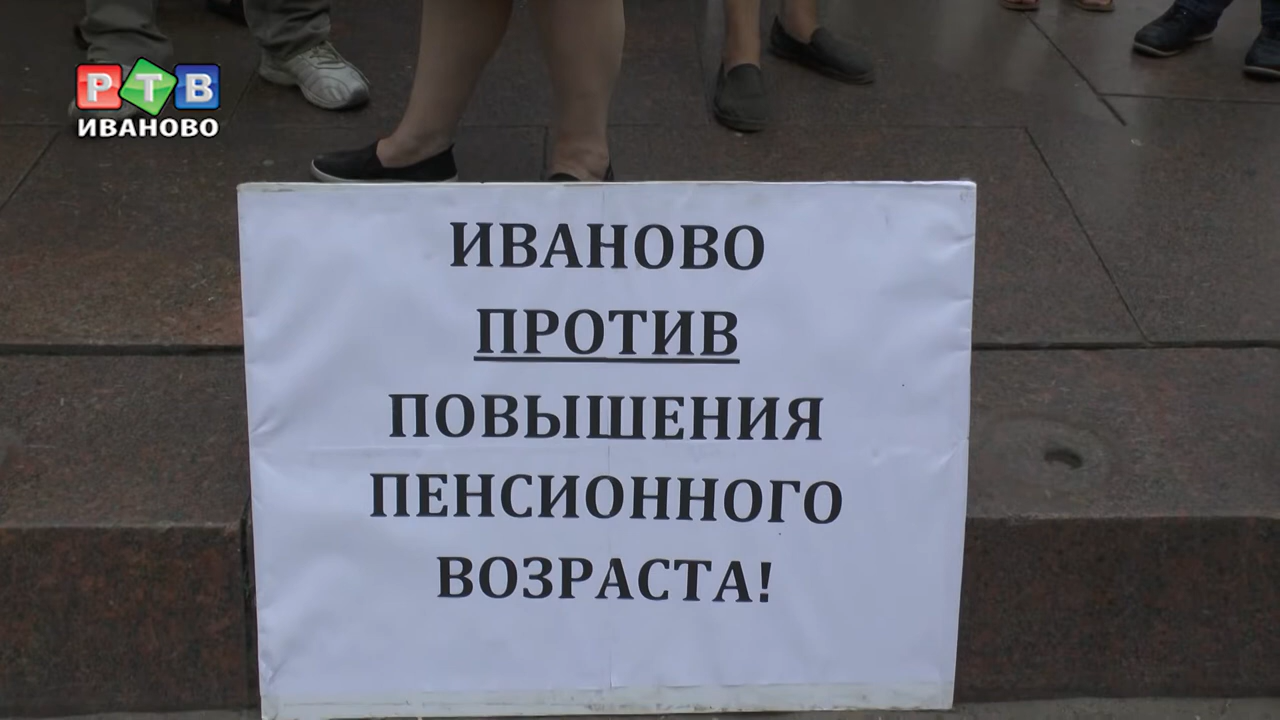 РТВ
ИВАНОВО
ИВАНОВО
ПРОТИВ
ПОВЫШЕНИЯ
ПЕНСИОННОГО
ВОЗРАСТА!